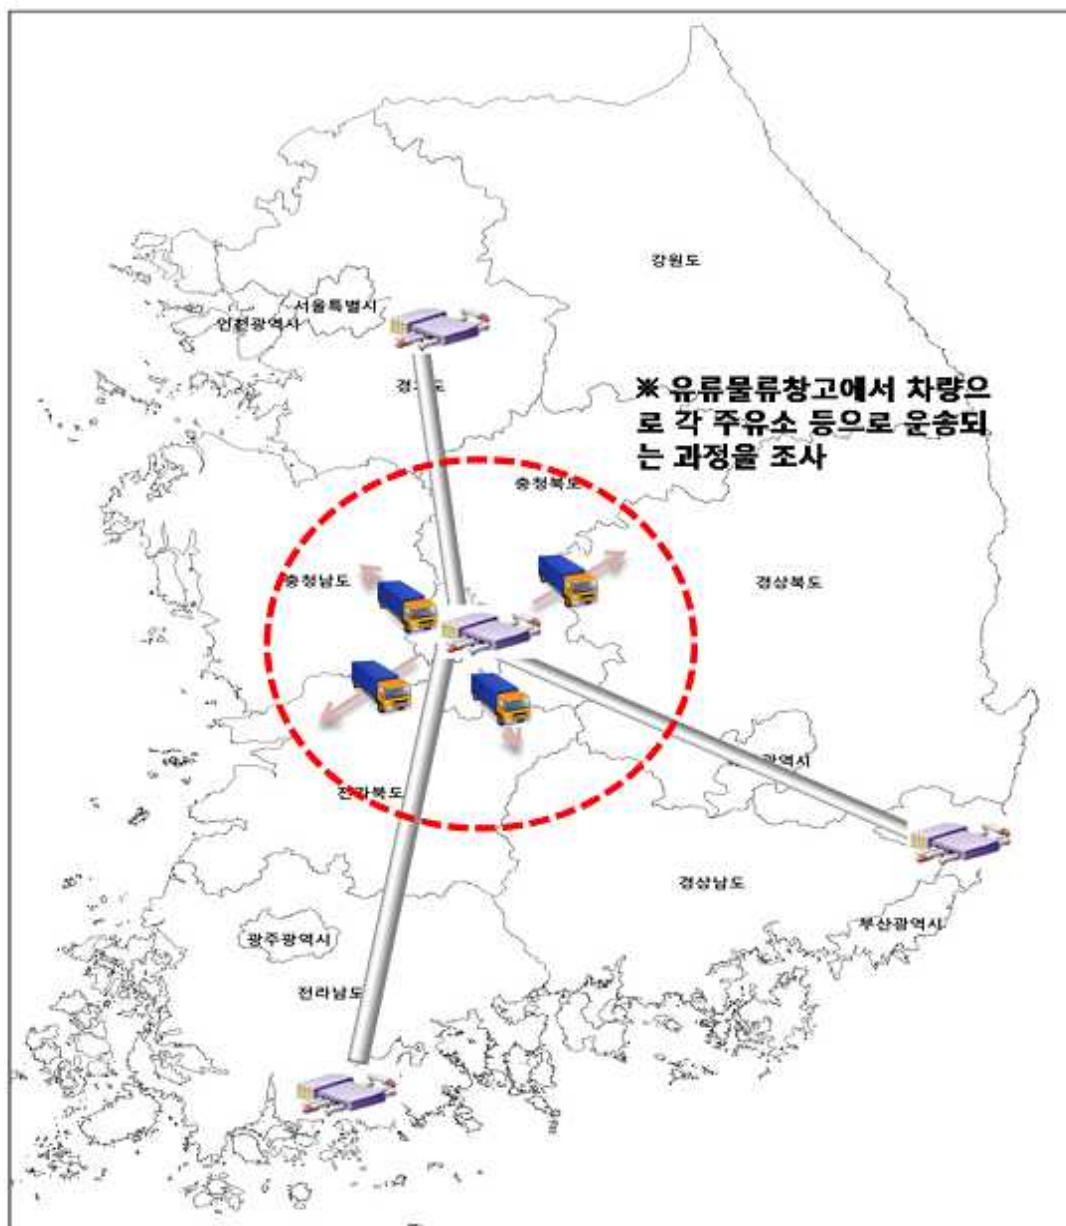 강원도
서울특별시
인천광역시
※ 유류물류창고에서 차량으
로 각 주유소 등으로 운송되
는 과정을 조사
충청북도
충청남도
경상북도
광역시
전라북도
경상남도
부산광역시
광주광역시
전라남도